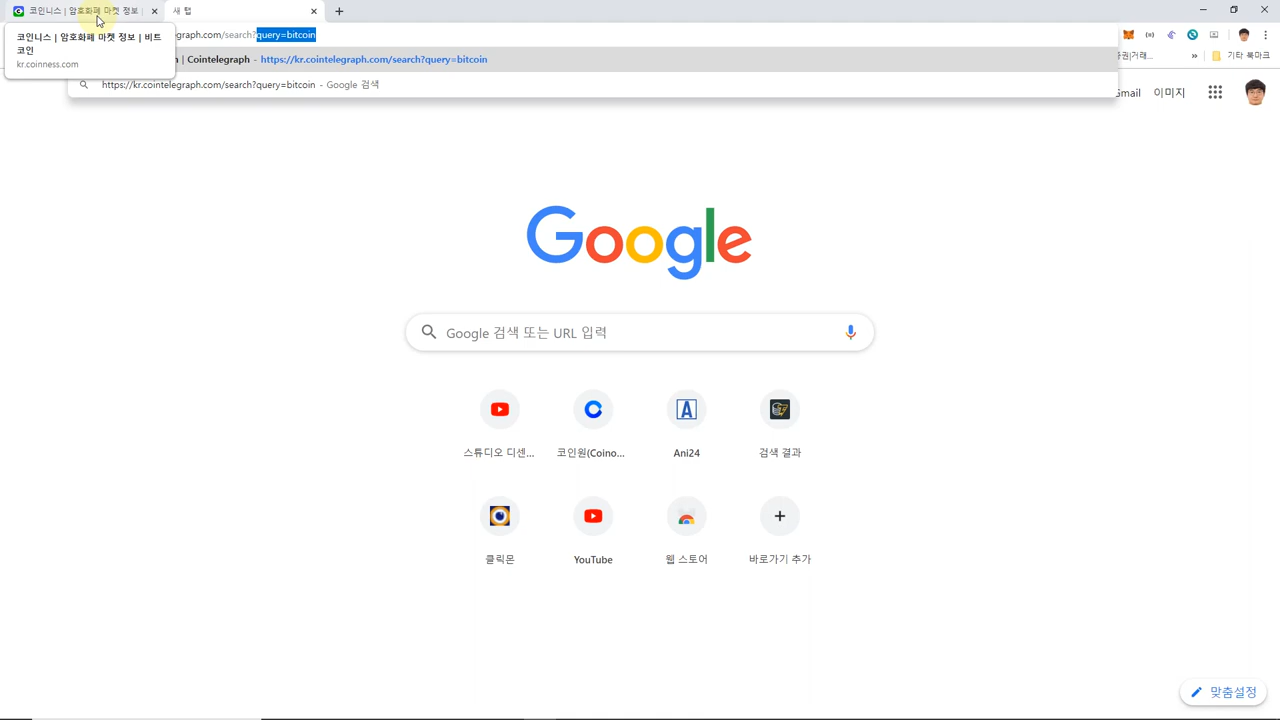 코인니스 | 암호화폐 마켓 정보 |
새 탭
egraph.com/search?query=bitcoin
코인니스 | 암호화폐 마켓 정보 | 비트
코인
kr.coinness.com
| Cointelegraph - https://kr.cointelegraph.com/search?query=bitcoin
https://kr.cointelegraph.com/search?query=bitcoin - Google 검색
권|거래...
»
기타 북마크
Gmail 이미지
Google
Google 검색 또는 URL 입력
스튜디오 디센...
코인원(Coino...
Ani24
검색 결과
클릭몬
YouTube
웹 스토어
바로가기 추가
맞춤설정